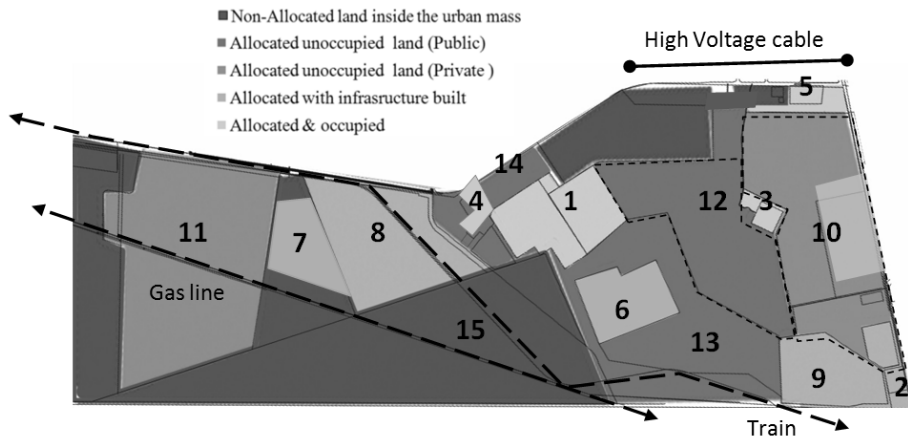 Non-Allocated land inside the urban mass
Allocated unoccupied land (Public)
Allocated unoccupied land (Private )
Allocated with infrasructure built
Allocated & occupied
High Voltage cable
5
14
1
4
12
3
11
7
8
10
Gas line
6
15
13
9
2
Train